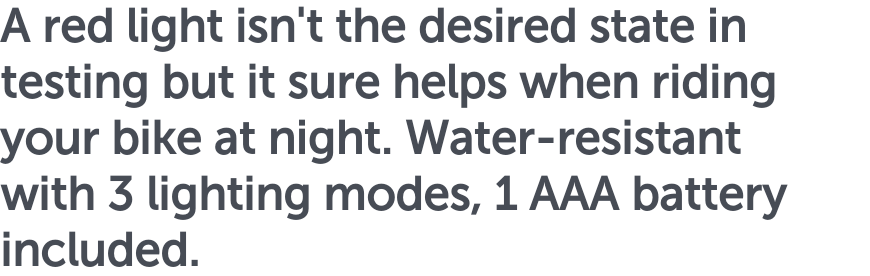 A red light isn't the desired state in
testing but it sure helps when riding
your bike at night. Water-resistant
with 3 lighting modes, 1 AAA battery
included.